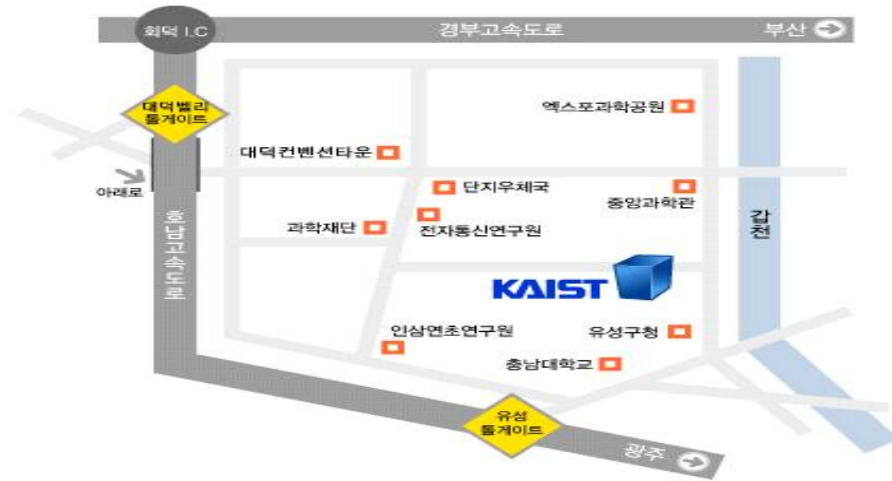 회덕 I.C
경부고속도로
부산
대덕벨리
톨게이트
엑스포과학공원
대덕컨벤션타운
아래로
단지우체국
중앙과학관
갑천
과학재단
전자통신연구원
호남고속도로
KAIST
인삼연초연구원
유성구청
충남대학교
유성
톨게이트
광주